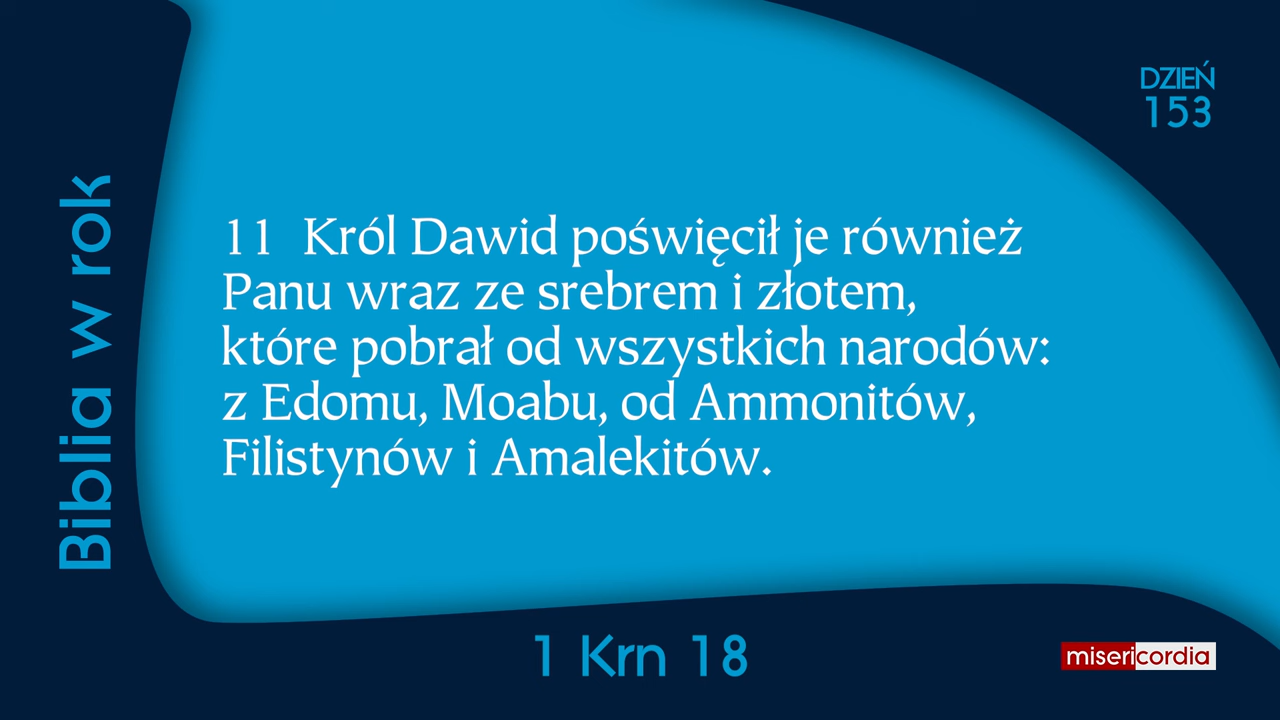 DZIEŃ
153
Biblia w rok
11 Król Dawid poświęcił je również
Panu wraz ze srebrem i złotem,
które pobrał od wszystkich narodów:
z Edomu, Moabu, od Ammonitów,
Filistynów i Amalekitów.
1 Krn 18
misericordia